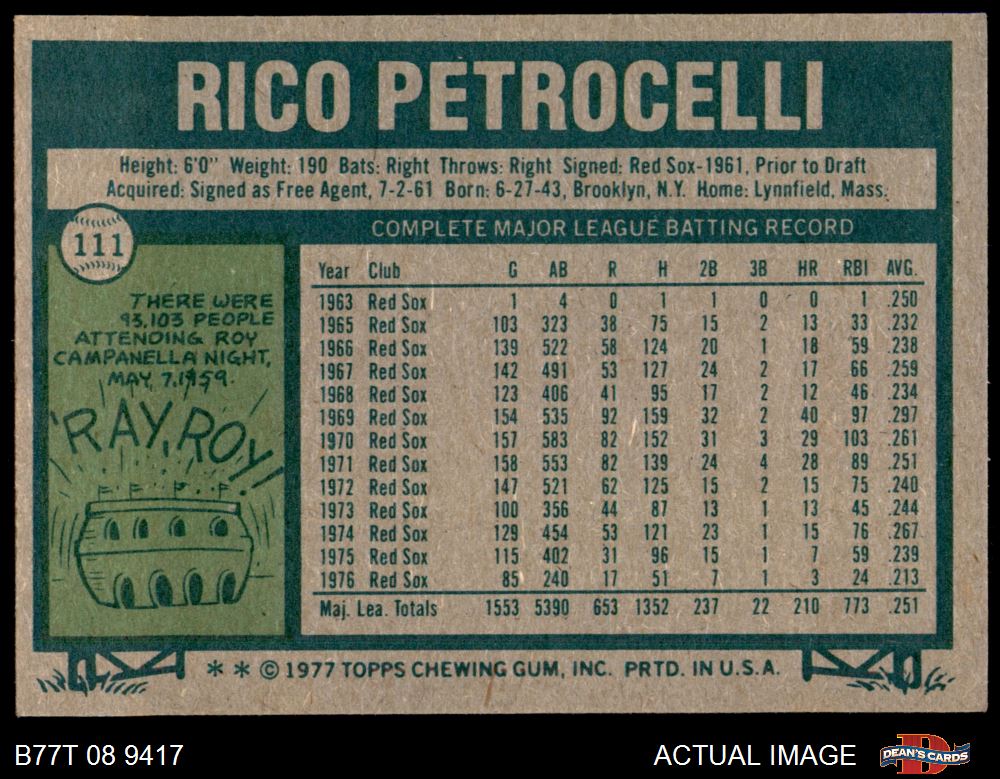 RICO PETROCELLI
Height: 6'0" Weight: 190 Bats: Right Throws: Right Signed: Red Sox-1961, Prior to Draft
Acquired: Signed as Free Agent, 7-2-61 Born: 6-27-43, Brooklyn, N.Y. Home: Lynnfield, Mass.
111
THERE WERE
93,103 PEOPLE
ATTENDING ROY
CAMPANELLA NIGHT,
MAY, 7.1959.
'RAY, ROY!
COMPLETE MAJOR LEAGUE BATTING RECORD
Year Club G AB R H 2B 3B HR RBI AVG.
1963 Red Sox 1 4 0 1 1 0 0 1 .250
1965 Red Sox 103 323 38 75 15 2 13 33 .232
1966 Red Sox 139 522 58 124 20 1 18 59 .238
1967 Red Sox 142 491 53 127 24 2 17 66 .259
1968 Red Sox 123 406 41 95 17 2 12 46 .234
1969 Red Sox 154 535 92 159 32 2 40 97 .297
1970 Red Sox 157 583 82 152 31 3 29 103 .261
1971 Red Sox 158 553 82 139 24 4 28 89 .251
1972 Red Sox 147 521 62 125 15 2 15 75 .240
1973 Red Sox 100 356 44 87 13 1 13 45 .244
1974 Red Sox 129 454 53 121 23 1 15 76 .267
1975 Red Sox 115 402 31 96 15 1 7 59 .239
1976 Red Sox 85 240 17 51 7 1 3 24 .213
Maj. Lea. Totals 1553 5390 653 1352 237 22 210 773 .251
** © 1977 TOPPS CHEWING GUM, INC. PRTD. IN U.S.A.
B77T 08 9417
ACTUAL IMAGE
D
DEAN'S CARDS